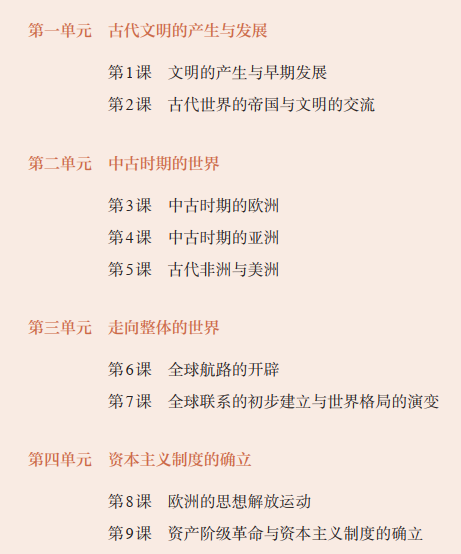 第一单元 古代文明的产生与发展
第1课 文明的产生与早期发展
第2课 古代世界的帝国与文明的交流
第二单元 中古时期的世界
第3课 中古时期的欧洲
第4课 中古时期的亚洲
第5课 古代非洲与美洲
第三单元 走向整体的世界
第6课 全球航路的开辟
第7课 全球联系的初步建立与世界格局的演变
第四单元 资本主义制度的确立
第8课 欧洲的思想解放运动
第9课 资产阶级革命与资本主义制度的确立